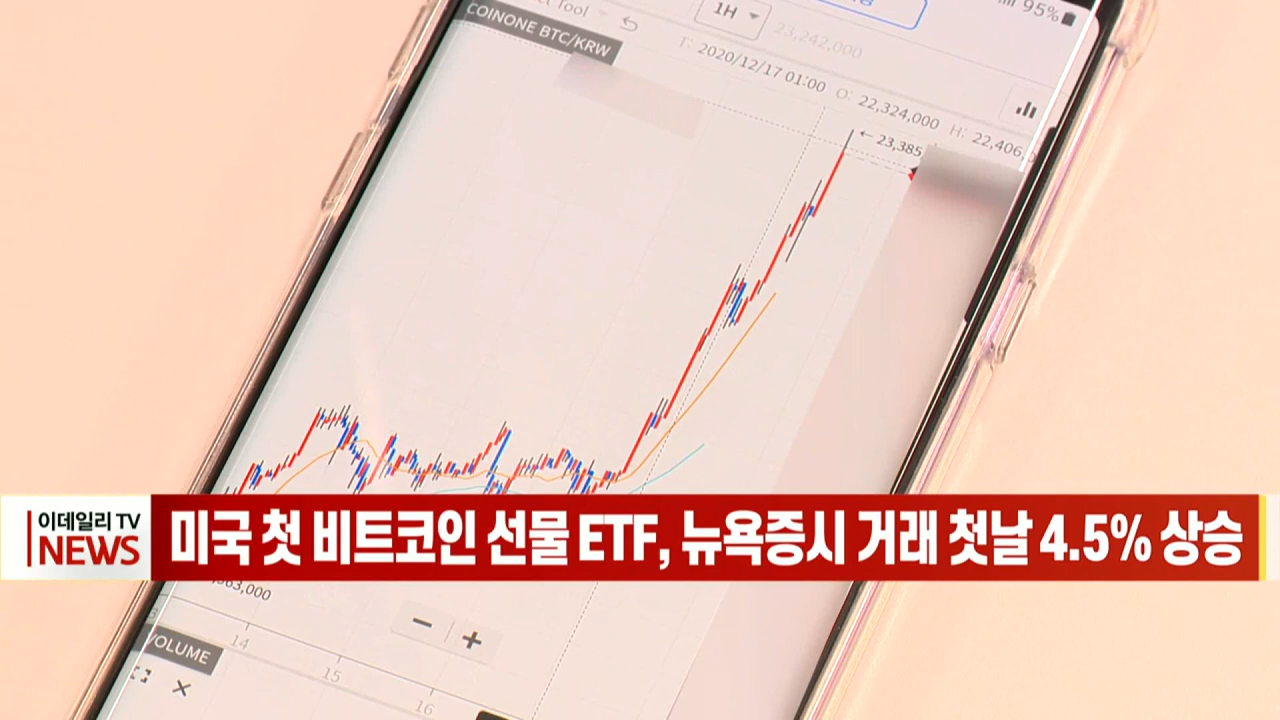 95%
1H
Tool
23,242,000
COINONE BTC/KRW
T: 2020/12/17 01:00 O: 22,324,000 H: 22,406,
← 23,385
이데일리 TV
NEWS
미국 첫 비트코인 선물 ETF, 뉴욕증시 거래 첫날 4.5% 상승
14
15
16
VOLUME